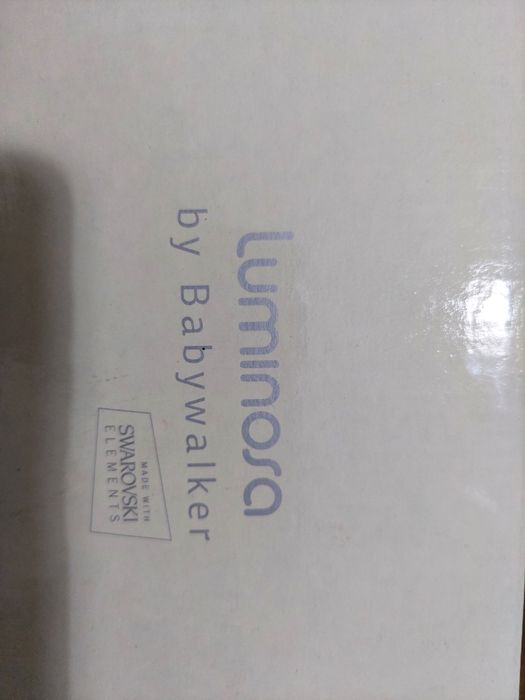 Luminosa
by Babywalker
MADE WITH
SWAROVSKI
ELEMENTS